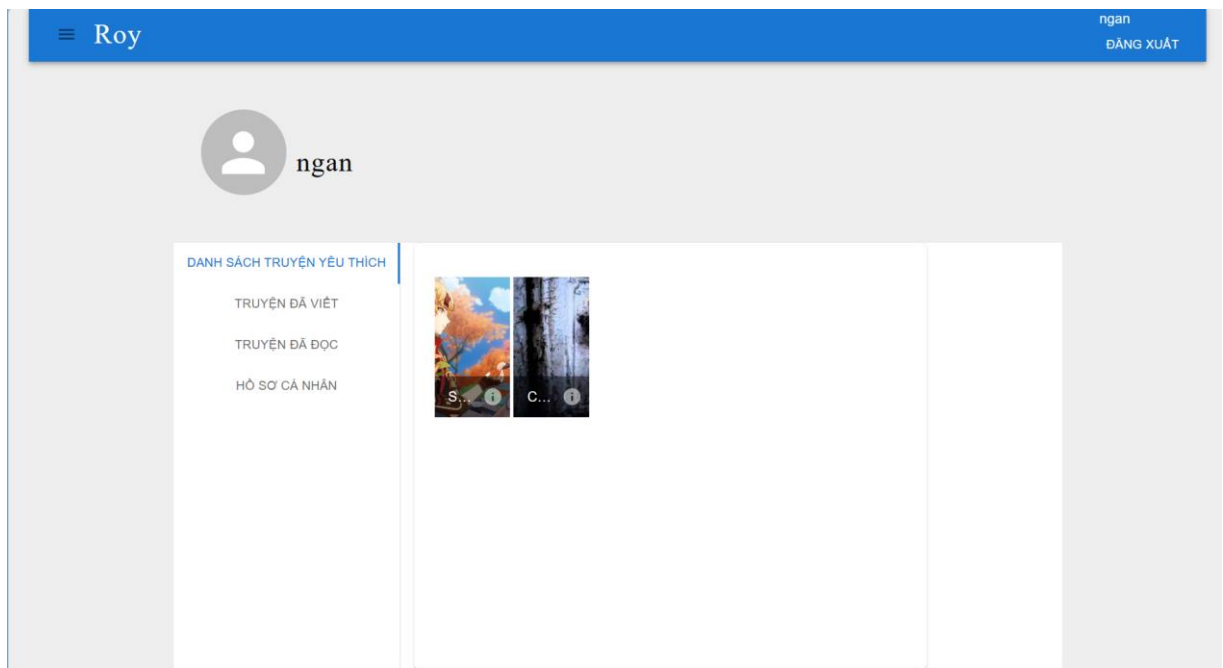 Roy
ngan
ĐĂNG XUẤT
ngan
DANH SÁCH TRUYỆN YÊU THÍCH
TRUYỆN ĐÃ VIẾT
TRUYỆN ĐÃ ĐỌC
HỒ SƠ CÁ NHÂN
S...
C...